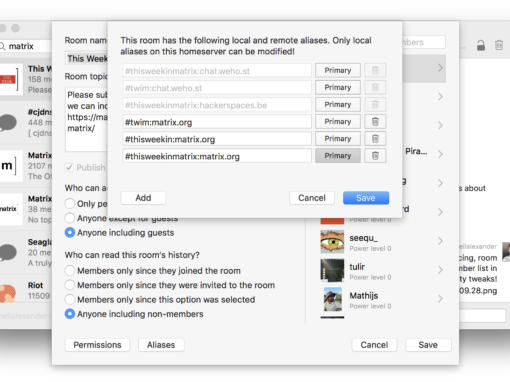 matrix
This W
158 m
Please
#cjdns
448 m
[ cjdns
Matrix
2107 m
The Of
m
Matrix
38 me
No top
matrix
Seagla
20 me
A truly
Riot
11509
Room nam
This Week
Room topic
Please sub
we can inc
https://ma
matrix/
Publish
Who can a
Only pe
Anyone except for guests
Anyone including guests
Who can read this room's history?
Members only since they joined the room
Members only since they were invited to the room
Members only since this option was selected
Anyone including non-members
Permissions
Aliases
Cancel
Save
This room has the following local and remote aliases. Only local
aliases on this homeserver can be modified!
#thisweekinmatrix:chat.weho.st
Primary
#twim:chat.weho.st
Primary
#thisweekinmatrix:hackerspaces.be
Primary
#twim:matrix.org
Primary
#thisweekin:matrix.org
Primary
#thisweekinmatrix:matrix.org
Primary
Add
Cancel
Save
mbers
Pira...
g
rd
Power level 0
seequ_
Power level 0
tulir
Power level 0
Mathijs
Power level 0
s about
neilalexander
cing, room
mber list in
ty tweaks!
09.28.png